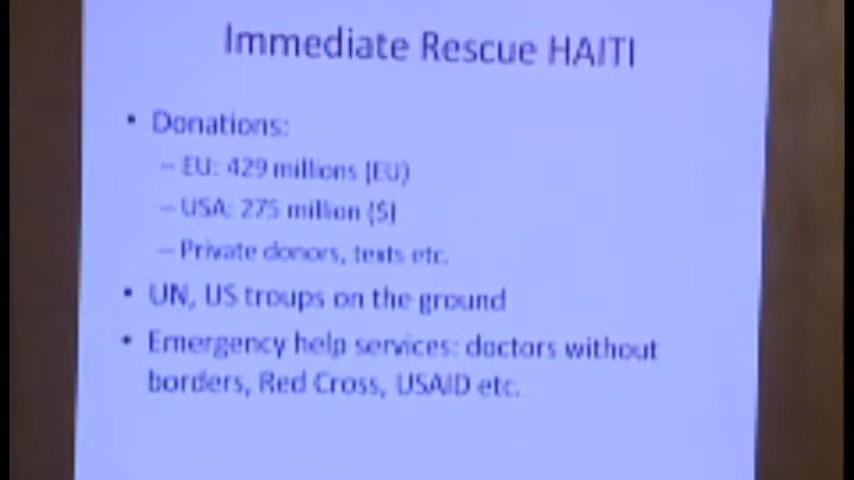 Immediate Rescue HAITI
• Donations:
– EU: 429 millions (EU)
– USA: 275 million ($)
– Private donors, texts etc.
• UN, US troups on the ground
• Emergency help services: doctors without
borders, Red Cross, USAID etc.